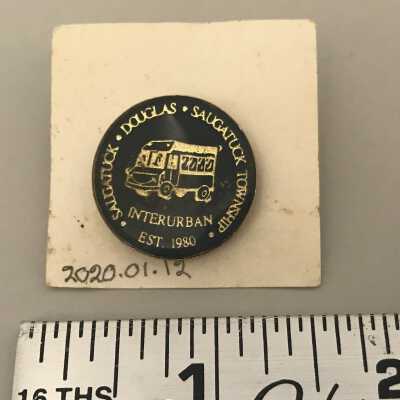 • SAUGATUCK • DOUGLAS • SAUGATUCK TOWNSHIP
INTERURBAN
EST. 1980
2020.01.12
1 2
16 THS